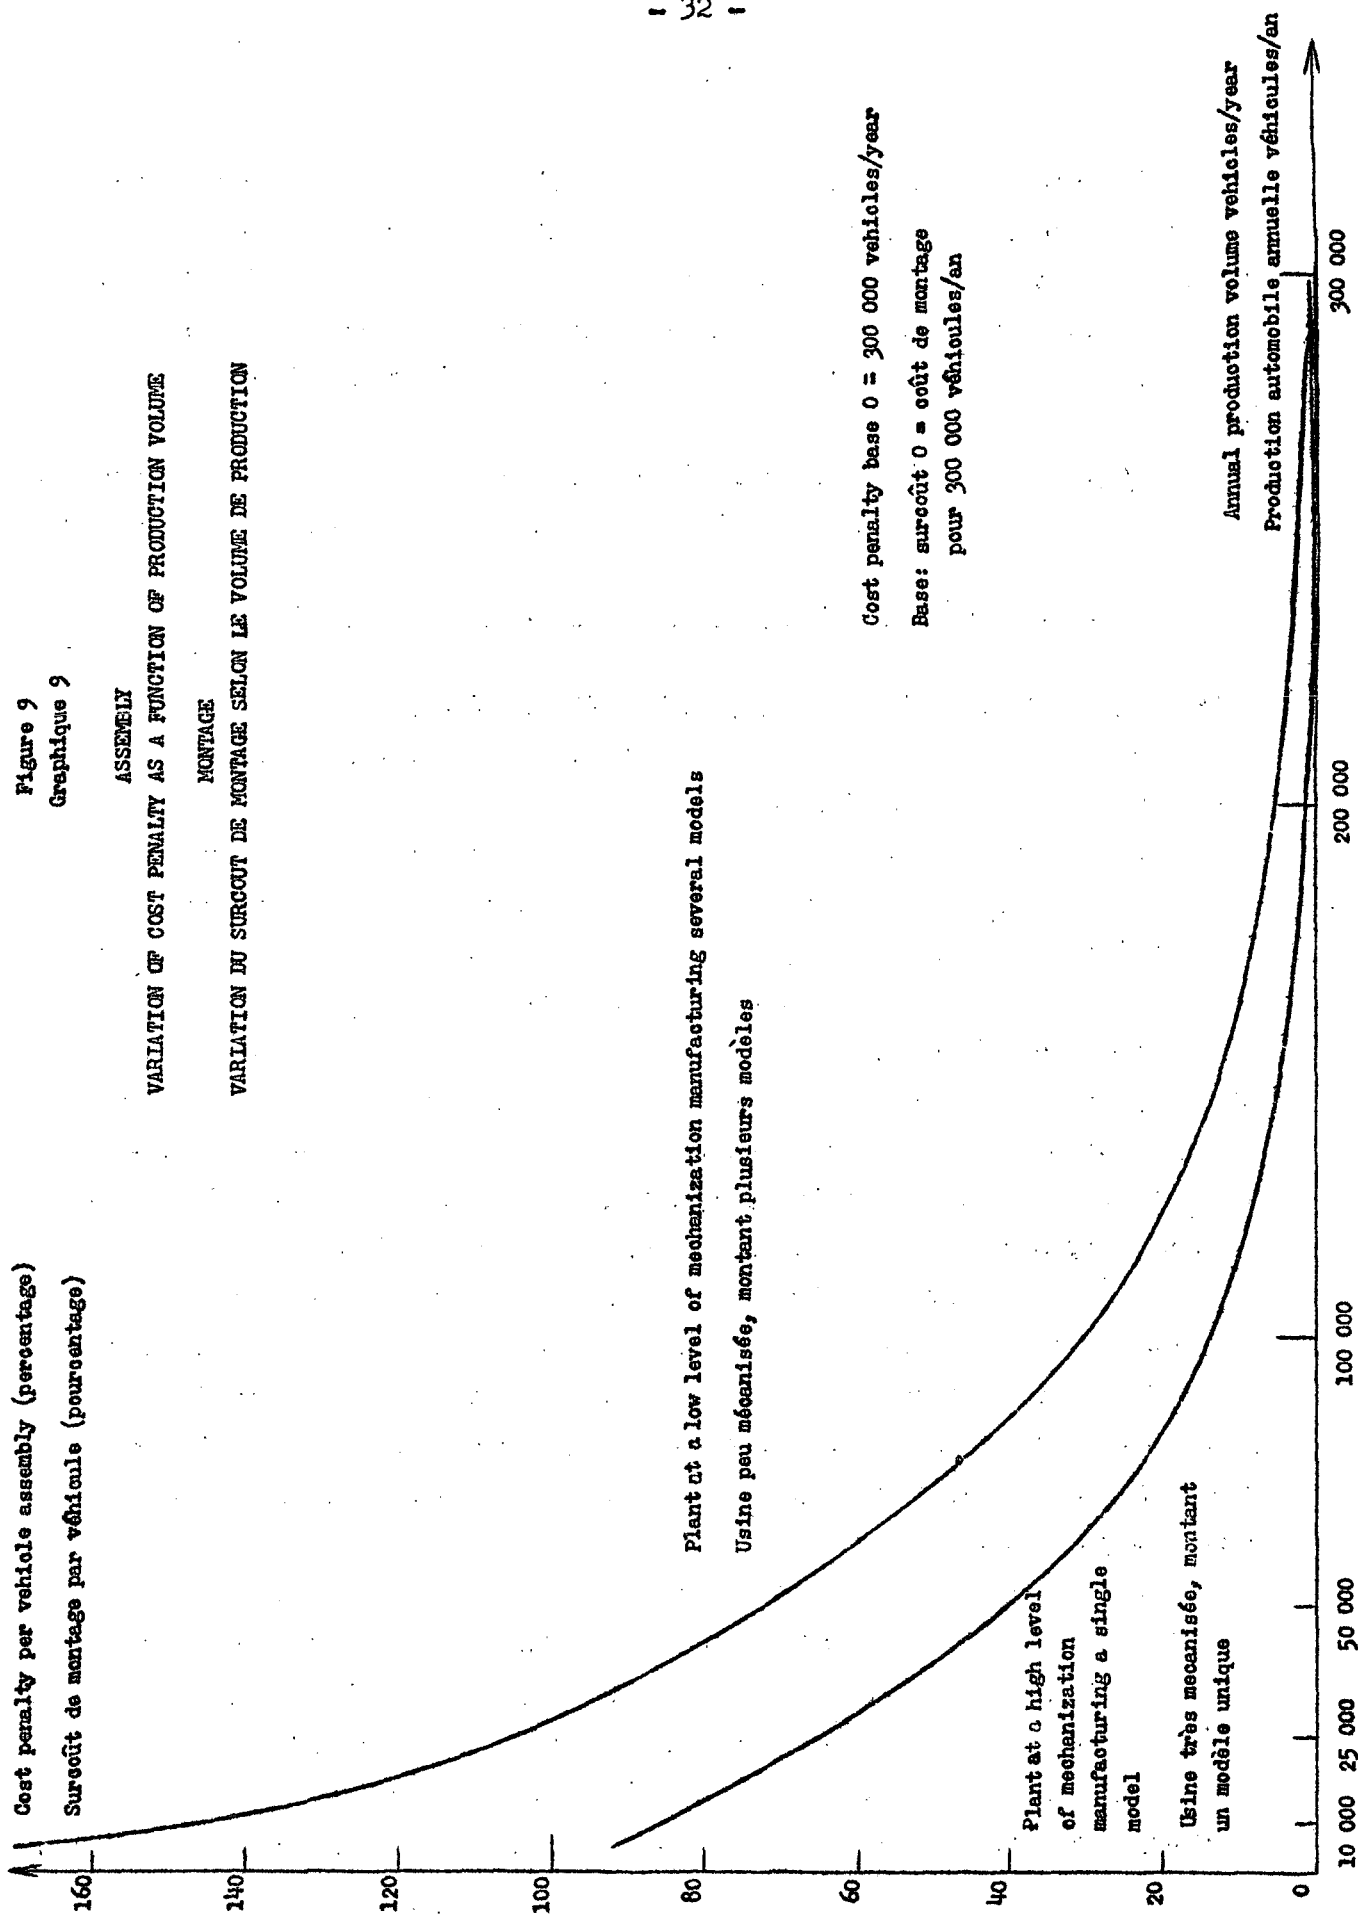 - 32 -
Figure 9
Graphique 9
ASSEMBLY
VARIATION OF COST PENALTY AS A FUNCTION OF PRODUCTION VOLUME
MONTAGE
VARIATION DU SURCOUT DE MONTAGE SELON LE VOLUME DE PRODUCTION
Cost penalty per vehicle assembly (percentage)
Surcoût de montage par véhicule (pourcentage)
160
140
120
100
80
60
40
20
0
Plant at a low level of mechanization manufacturing several models
Usine peu mécanisée, montant plusieurs modèles
Cost penalty base 0 = 300 000 vehicles/year
Base: surcoût 0 = coût de montage
pour 300 000 véhicules/an
Plant at a high level
of mechanization
manufacturing a single
model
Usine très mecanisée, montant
un modèle unique
Annual production volume vehicles/year
Production automobile annuelle véhicules/an
10 000
25 000
50 000
100 000
200 000
300 000